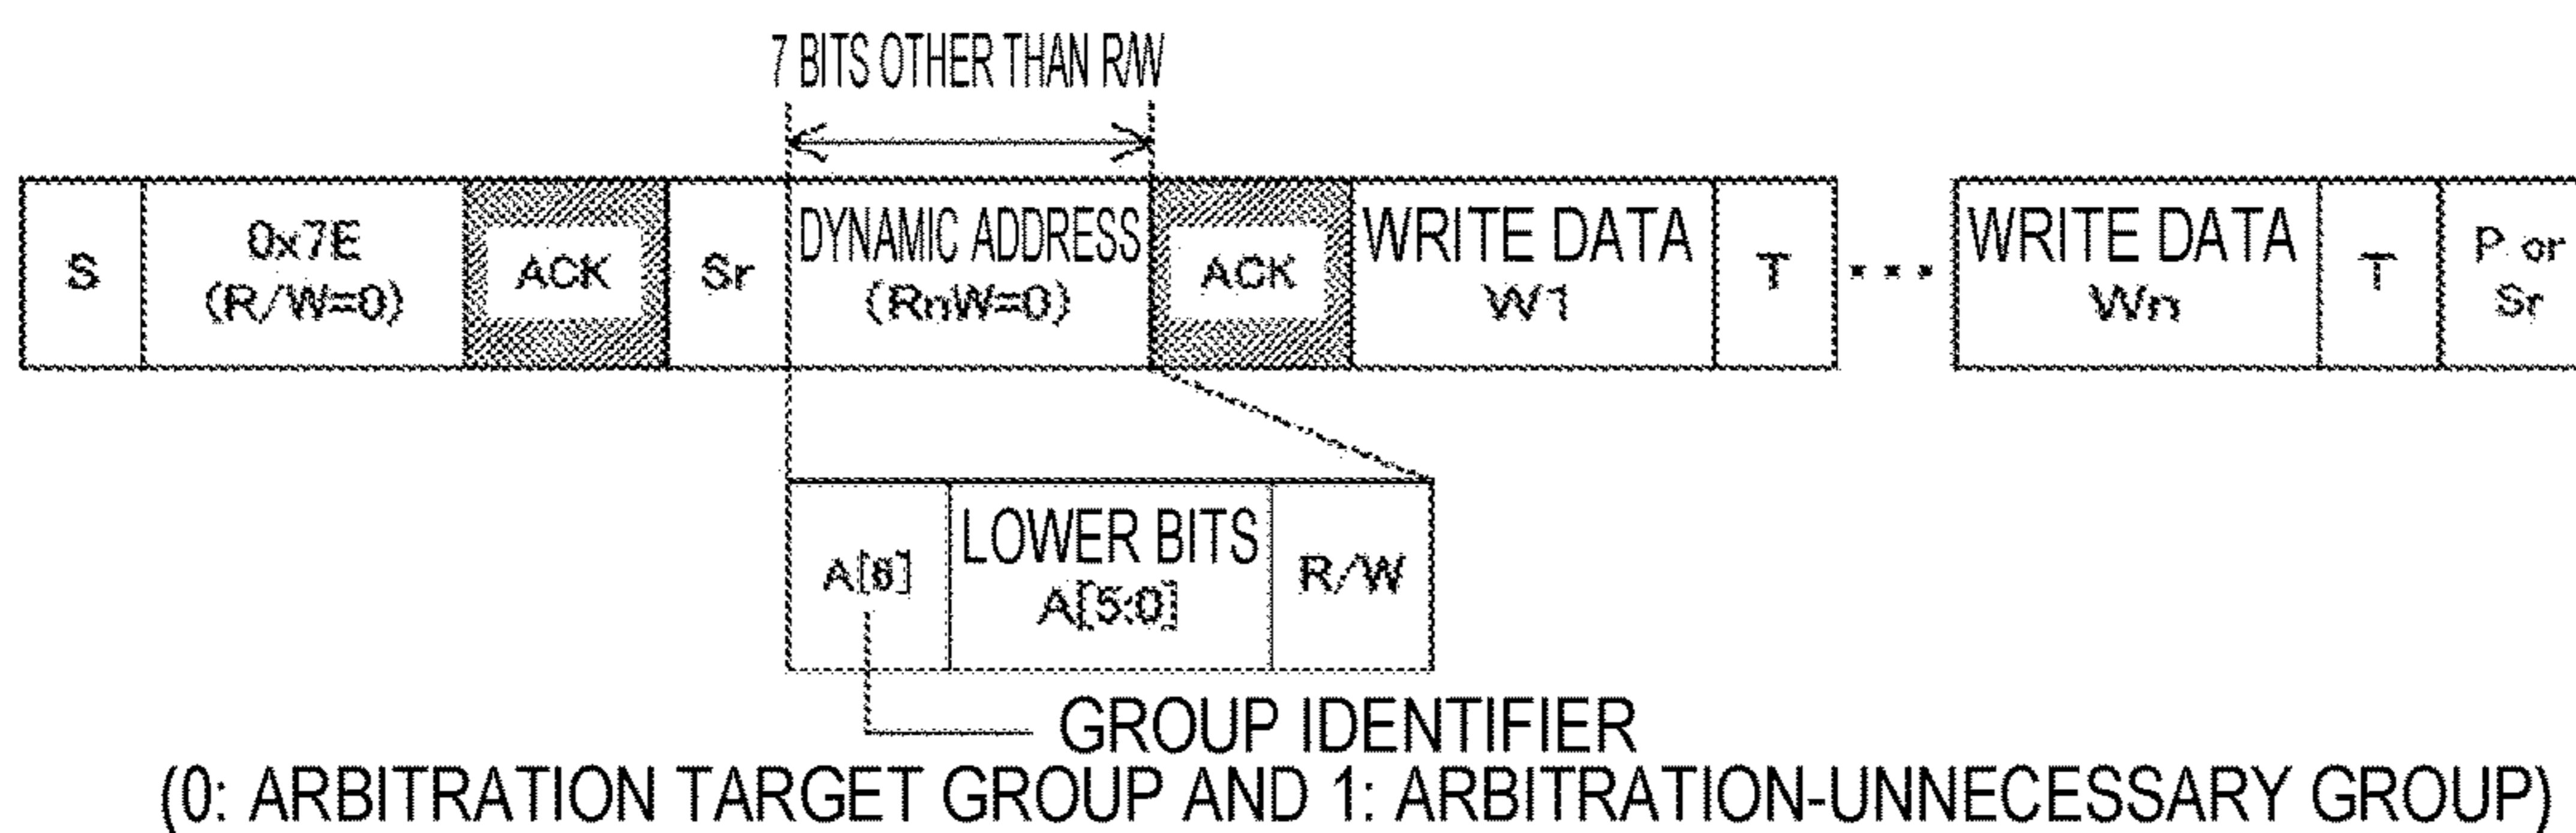 7 BITS OTHER THAN R/W
S
0x7E
(R/W=0)
ACK
Sr
DYNAMIC ADDRESS
(RnW=0)
ACK
WRITE DATA
W1
T
...
WRITE DATA
Wn
T
P or
Sr
A[6]
LOWER BITS
A[5:0]
R/W
GROUP IDENTIFIER
(0: ARBITRATION TARGET GROUP AND 1: ARBITRATION-UNNECESSARY GROUP)